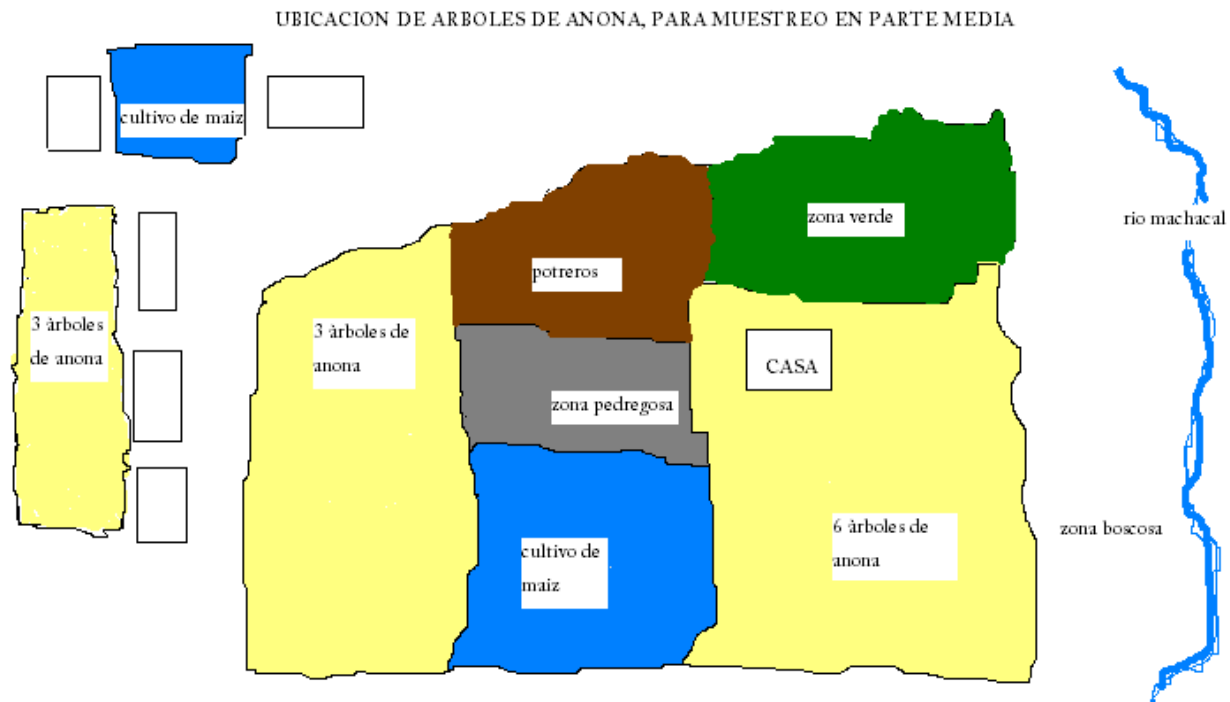 UBICACION DE ARBOLES DE ANONA, PARA MUESTREO EN PARTE MEDIA
cultivo de maiz
zona verde
rio machacal
potreros
3 àrboles
de anona
3 àrboles de
anona
CASA
zona pedregosa
6 àrboles de
anona
zona boscosa
cultivo de
maiz